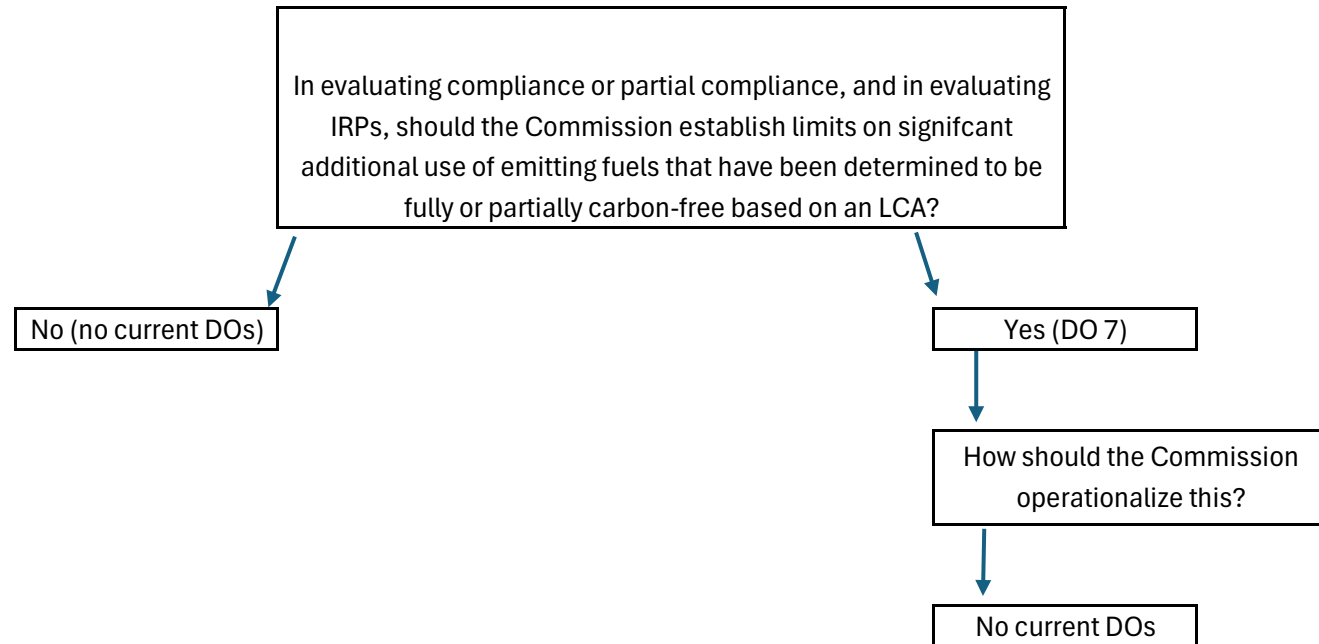 In evaluating compliance or partial compliance, and in evaluating
IRPs, should the Commission establish limits on signifcant
additional use of emitting fuels that have been determined to be
fully or partially carbon-free based on an LCA?
No (no current DOs)
Yes (DO 7)
How should the Commission
operationalize this?
No current DOs